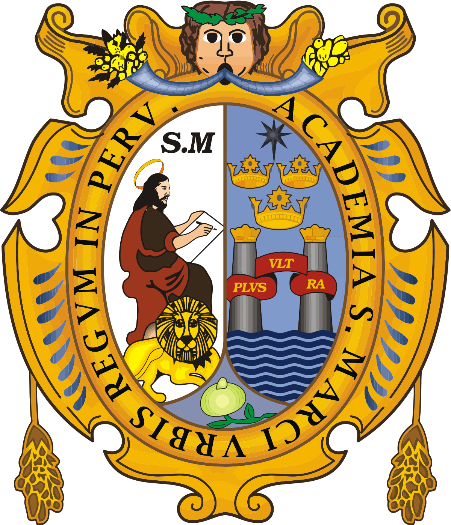 ACADEMIA S. MARCI VRBIS REGVM IN PERV.
S.M
PLVS VLT RA